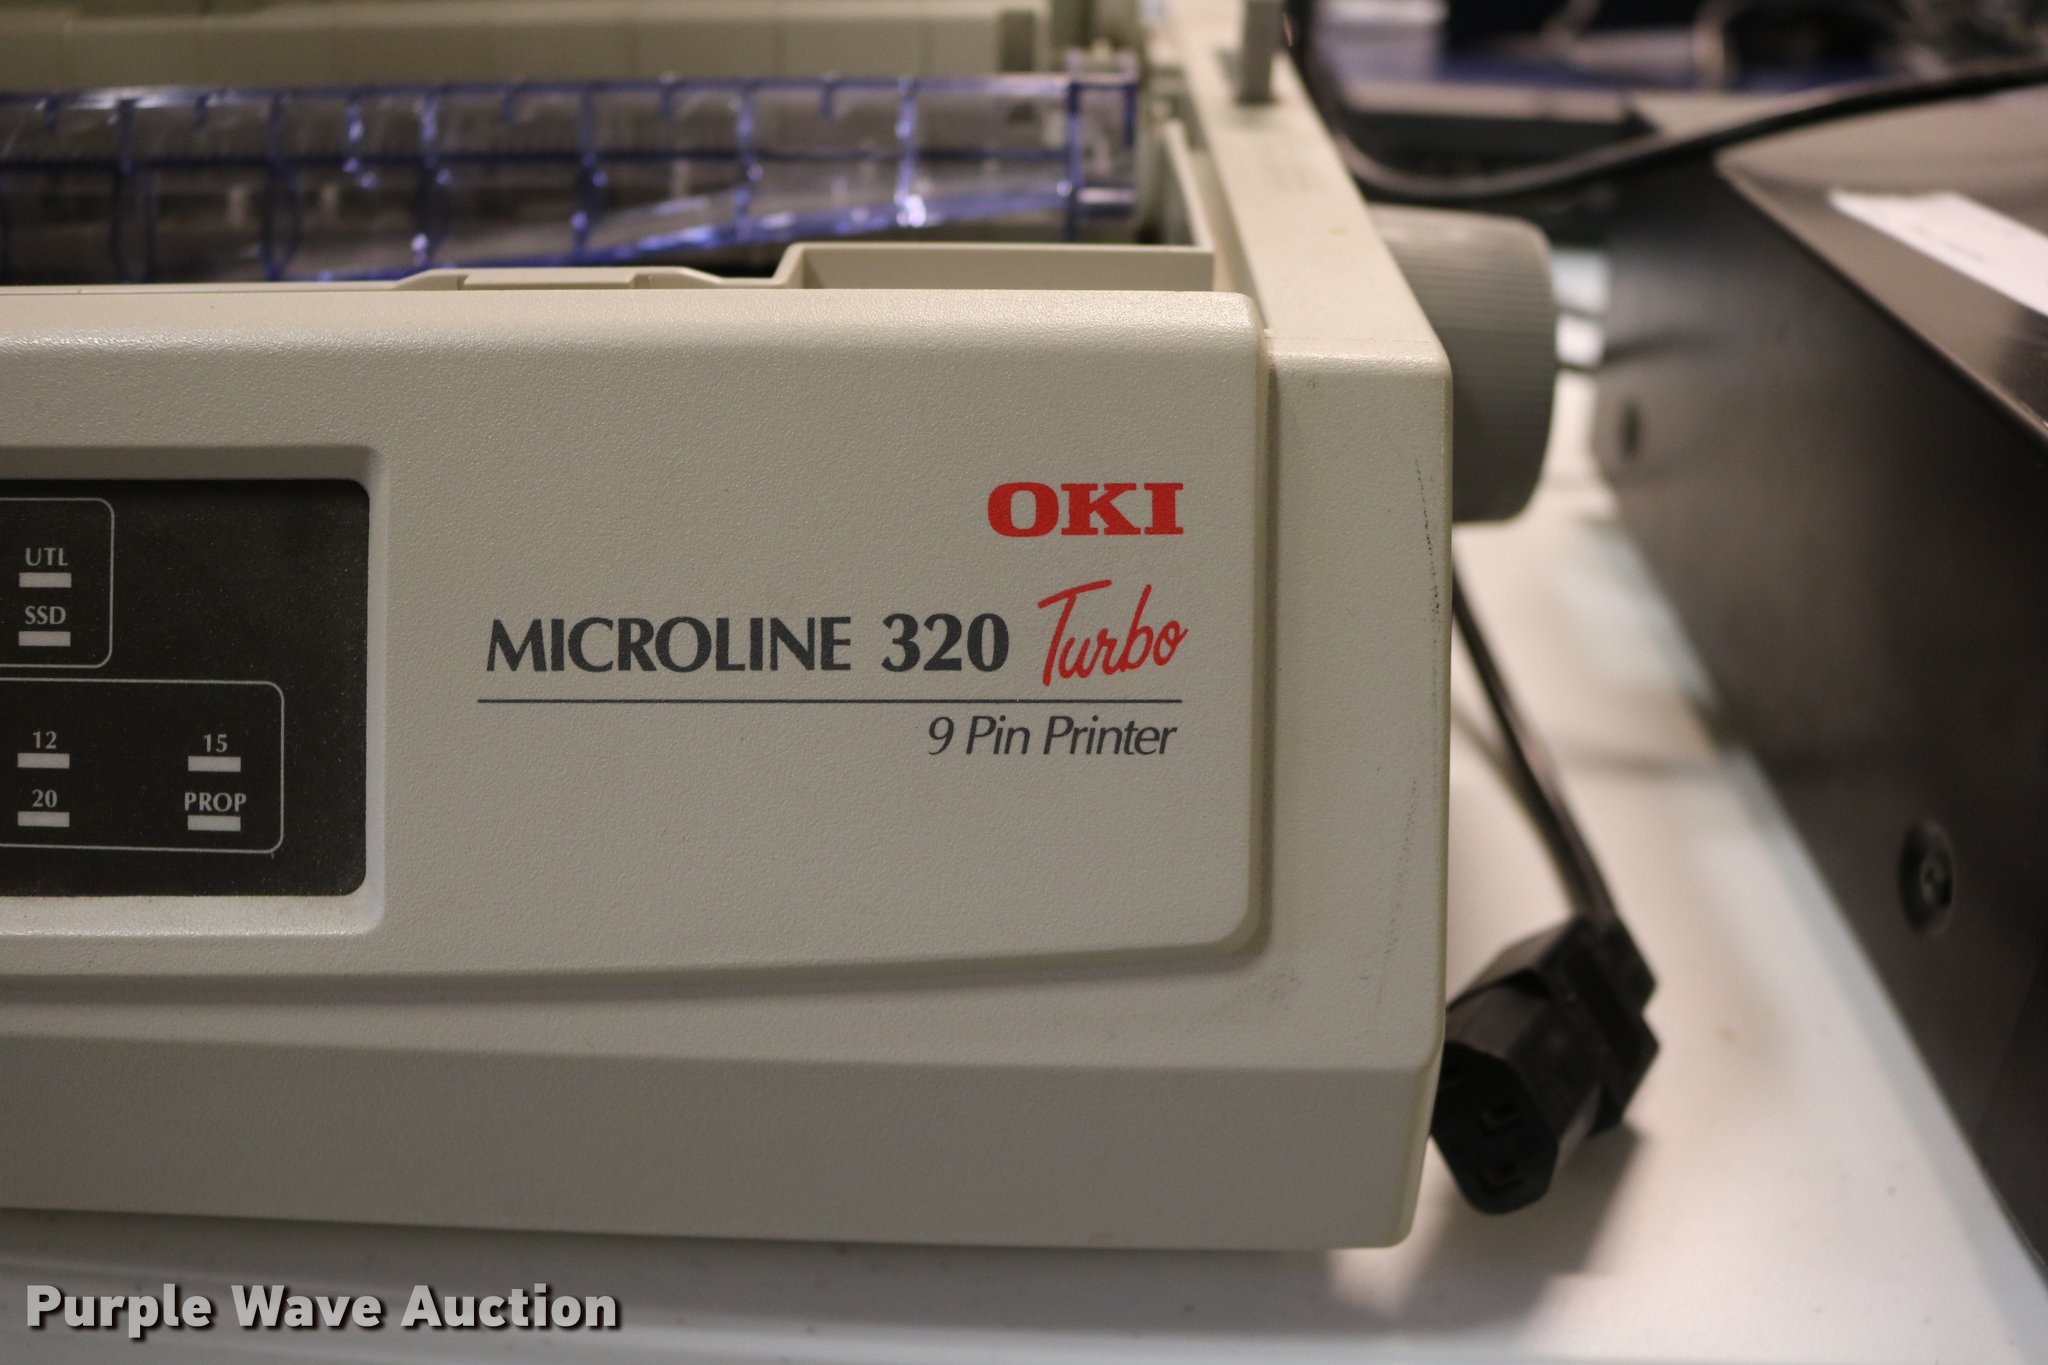 OKI
MICROLINE 320 Turbo
9 Pin Printer
UTL
SSD
12 15
20 PROP
Purple Wave Auction